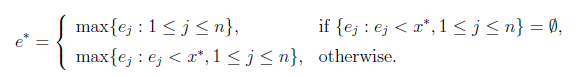 e* = { max{e_j : 1 ≤ j ≤ n}, if {e_j : e_j < x*, 1 ≤ j ≤ n} = ∅,
max{e_j : e_j < x*, 1 ≤ j ≤ n}, otherwise.